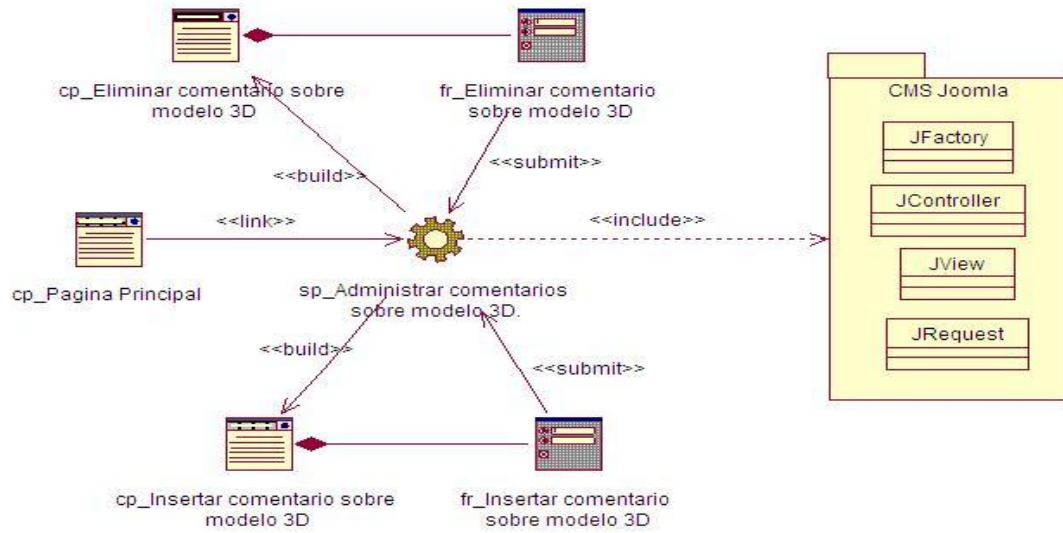 cp_Eliminar comentario sobre
modelo 3D
fr_Eliminar comentario
sobre modelo 3D
CMS Joomla
JFactory
JController
JView
JRequest
<<build>>
<<submit>>
<<link>>
<<include>>
cp_Pagina Principal
sp_Administrar comentarios
sobre modelo 3D.
<<build>>
<<submit>>
cp_Insertar comentario sobre
modelo 3D
fr_Insertar comentario
sobre modelo 3D